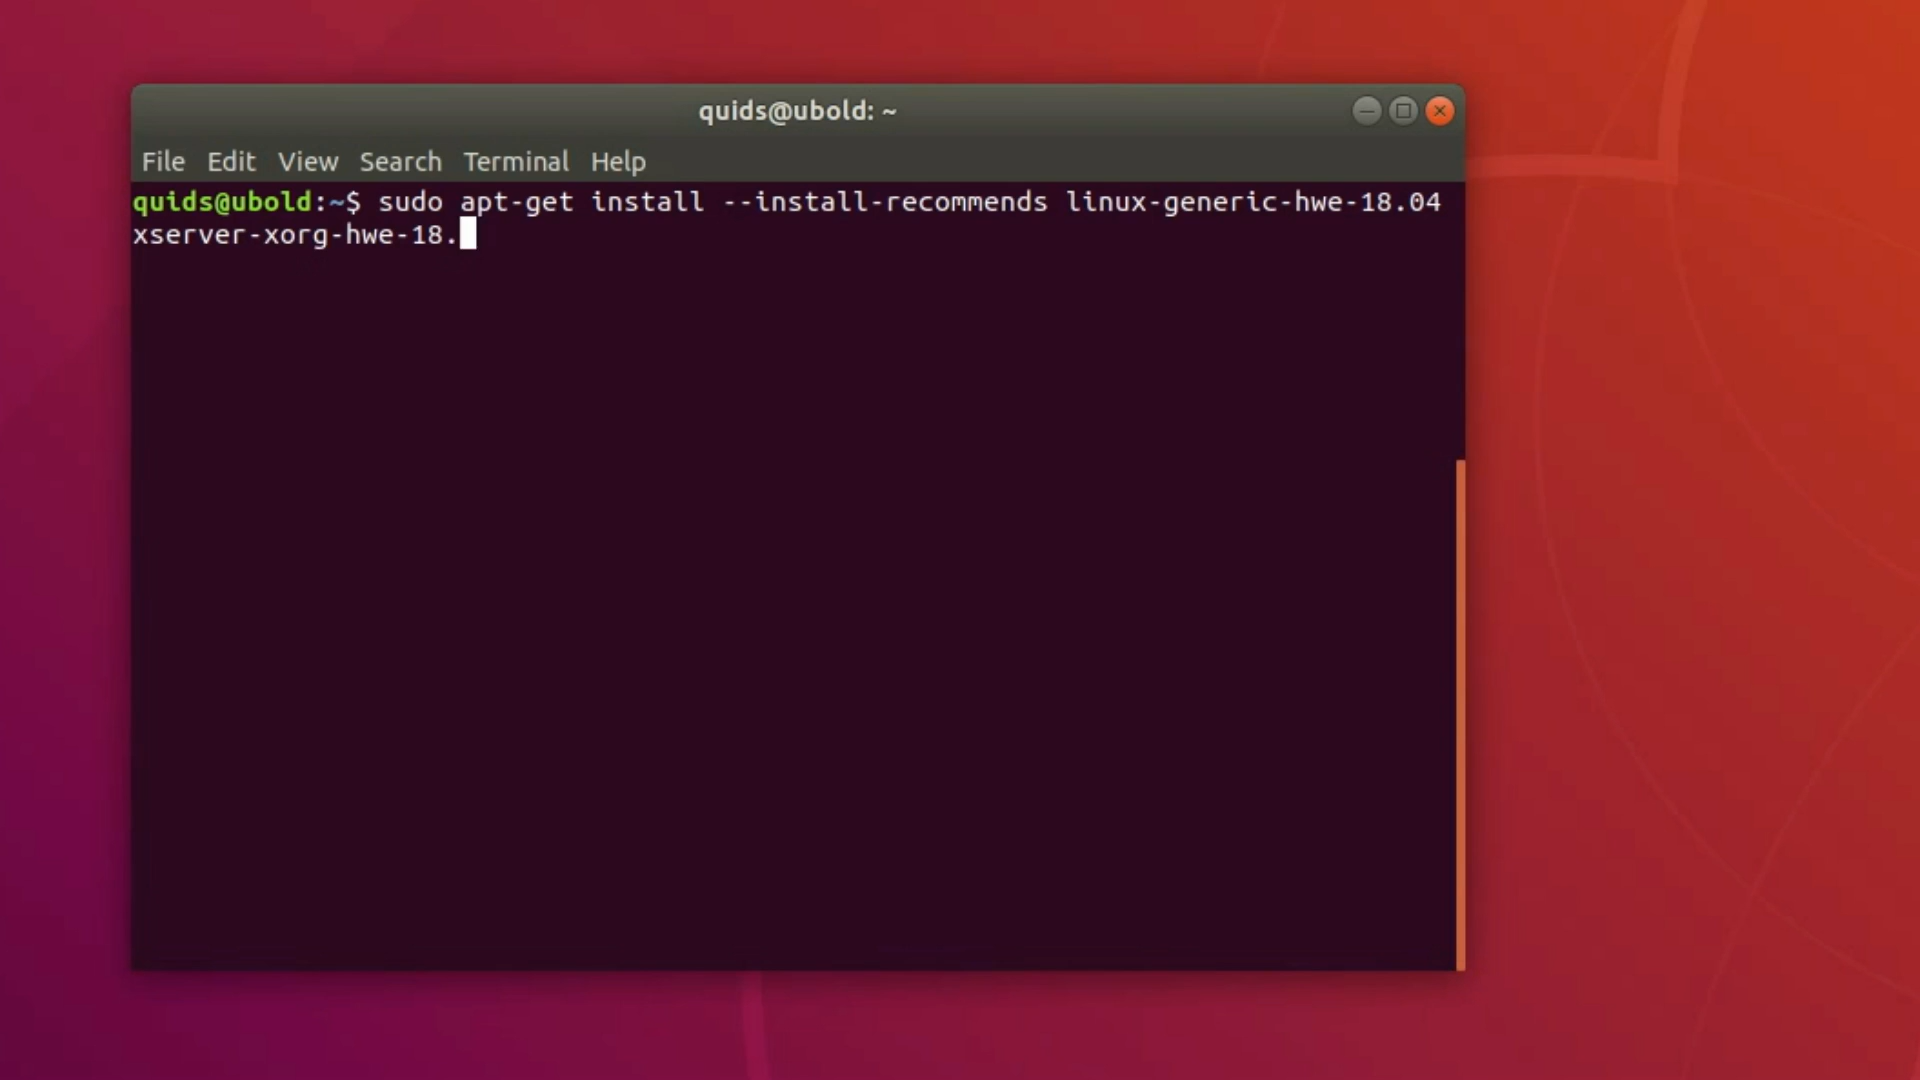 quids@ubold: ~
File Edit View Search Terminal Help
quids@ubold:~$ sudo apt-get install --install-recommends linux-generic-hwe-18.04
xserver-xorg-hwe-18.